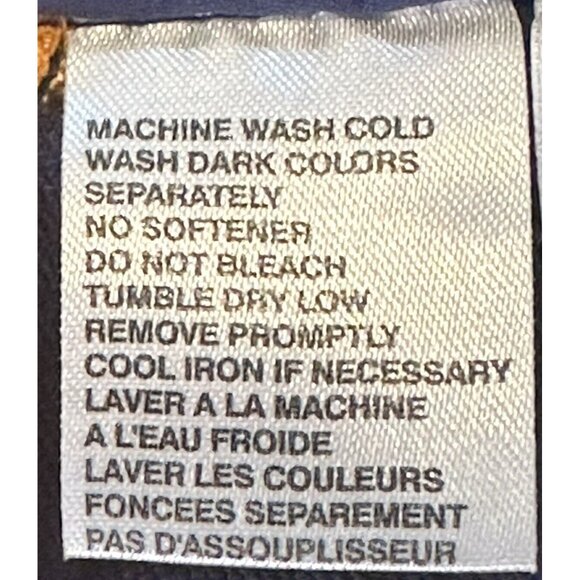 MACHINE WASH COLD
WASH DARK COLORS
SEPARATELY
NO SOFTENER
DO NOT BLEACH
TUMBLE DRY LOW
REMOVE PROMPTLY
COOL IRON IF NECESSARY
LAVER A LA MACHINE
A L'EAU FROIDE
LAVER LES COULEURS
FONCEES SEPAREMENT
PAS D'ASSOUPLISSEUR